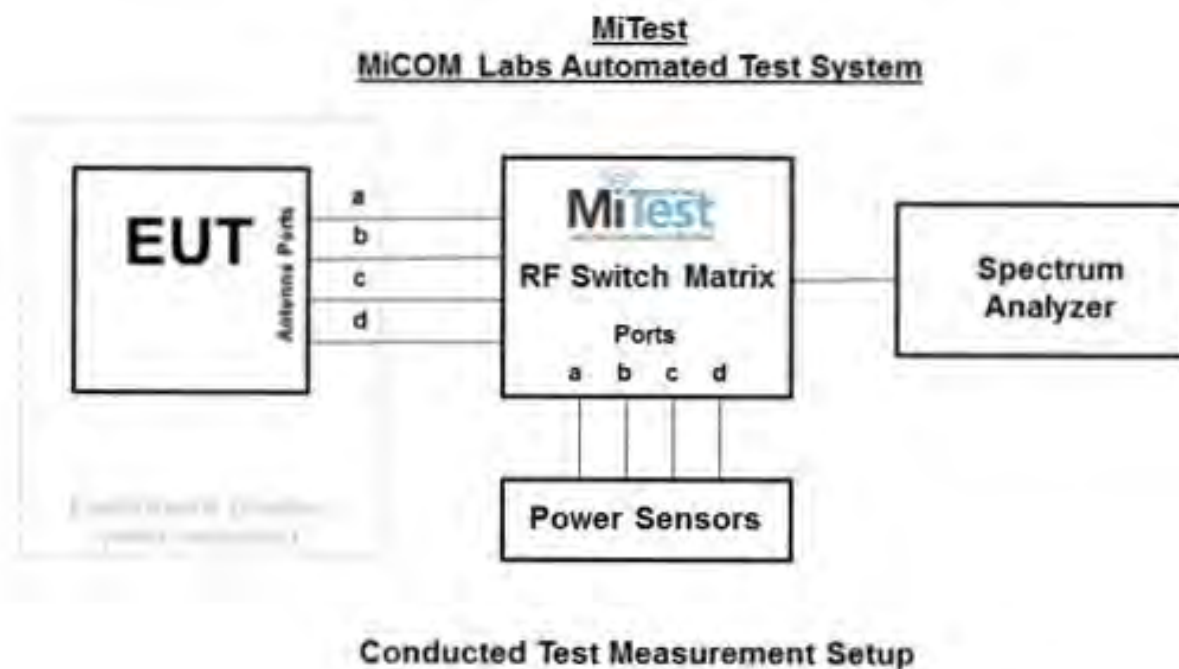 MiTest
MiCOM Labs Automated Test System
EUT
Antenna Ports
a
b
c
d
MiTest
RF Switch Matrix
Ports
a b c d
Spectrum
Analyzer
Power Sensors
Conducted Test Measurement Setup